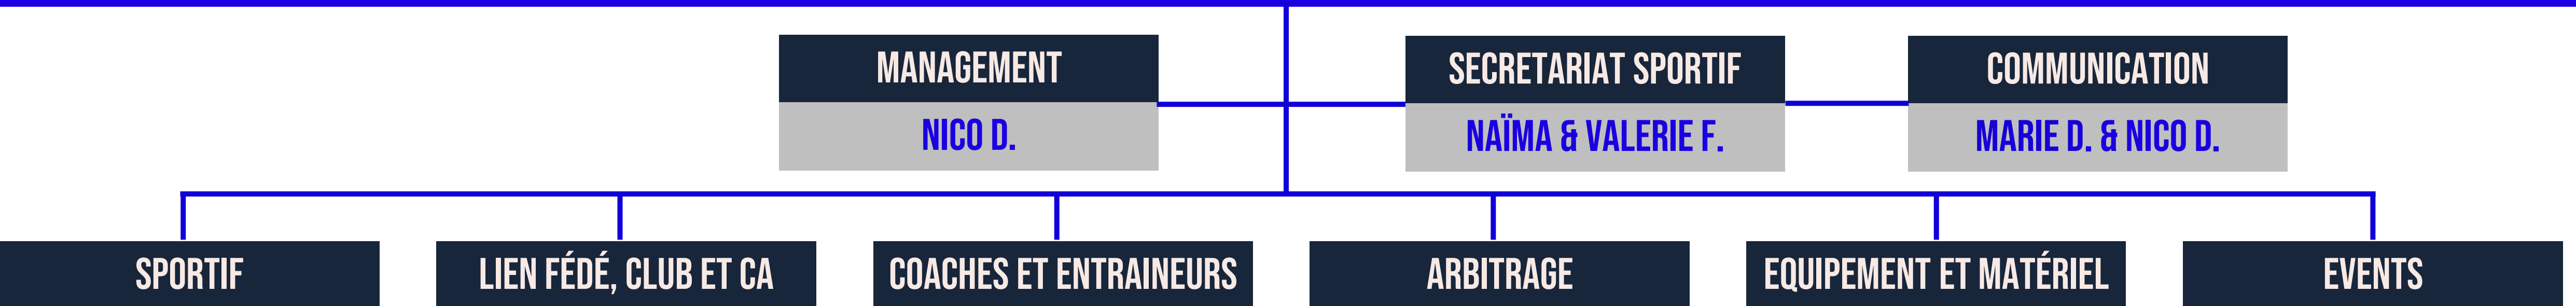 MANAGEMENT
NICO D.
SECRETARIAT SPORTIF
NAÏMA & VALERIE F.
COMMUNICATION
MARIE D. & NICO D.
SPORTIF
LIEN FÉDÉ, CLUB ET CA
COACHES ET ENTRAINEURS
ARBITRAGE
EQUIPEMENT ET MATÉRIEL
EVENTS